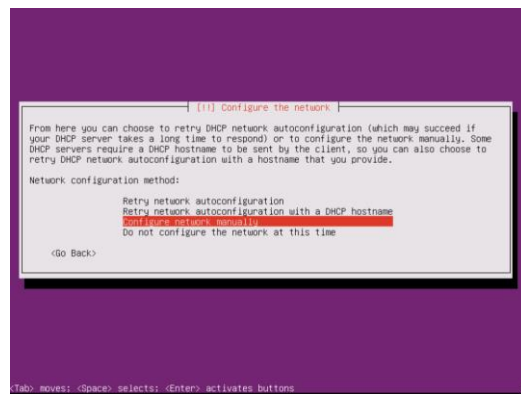 [!!] Configure the network
From here you can choose to retry DHCP network autoconfiguration (which may succeed if
your DHCP server takes a long time to respond) or to configure the network manually. Some
DHCP servers require a DHCP hostname to be sent by the client, so you can also choose to
retry DHCP network autoconfiguration with a hostname that you provide.
Network configuration method:
Retry network autoconfiguration
Retry network autoconfiguration with a DHCP hostname
Configure network manually
Do not configure the network at this time
<Go Back>
<Tab> moves; <Space> selects; <Enter> activates buttons